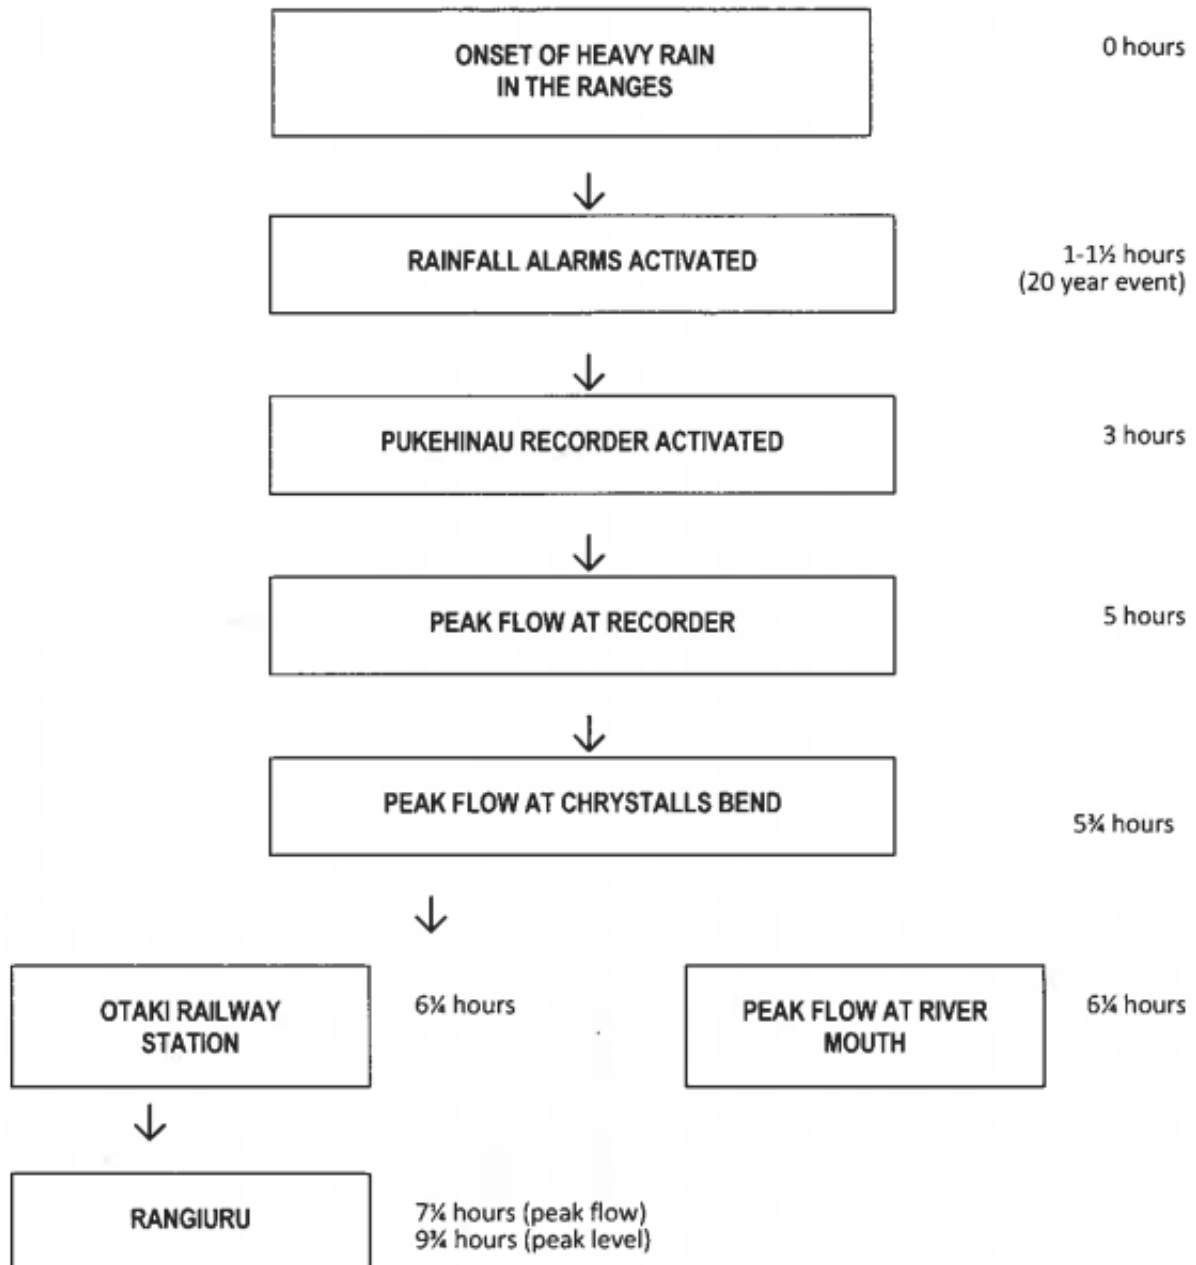 ONSET OF HEAVY RAIN
IN THE RANGES
0 hours
RAINFALL ALARMS ACTIVATED
1-1½ hours
(20 year event)
PUKEHINAU RECORDER ACTIVATED
3 hours
PEAK FLOW AT RECORDER
5 hours
PEAK FLOW AT CHRYSTALLS BEND
5¾ hours
OTAKI RAILWAY
STATION
6¼ hours
PEAK FLOW AT RIVER
MOUTH
6¼ hours
RANGIURU
7¼ hours (peak flow)
9¾ hours (peak level)